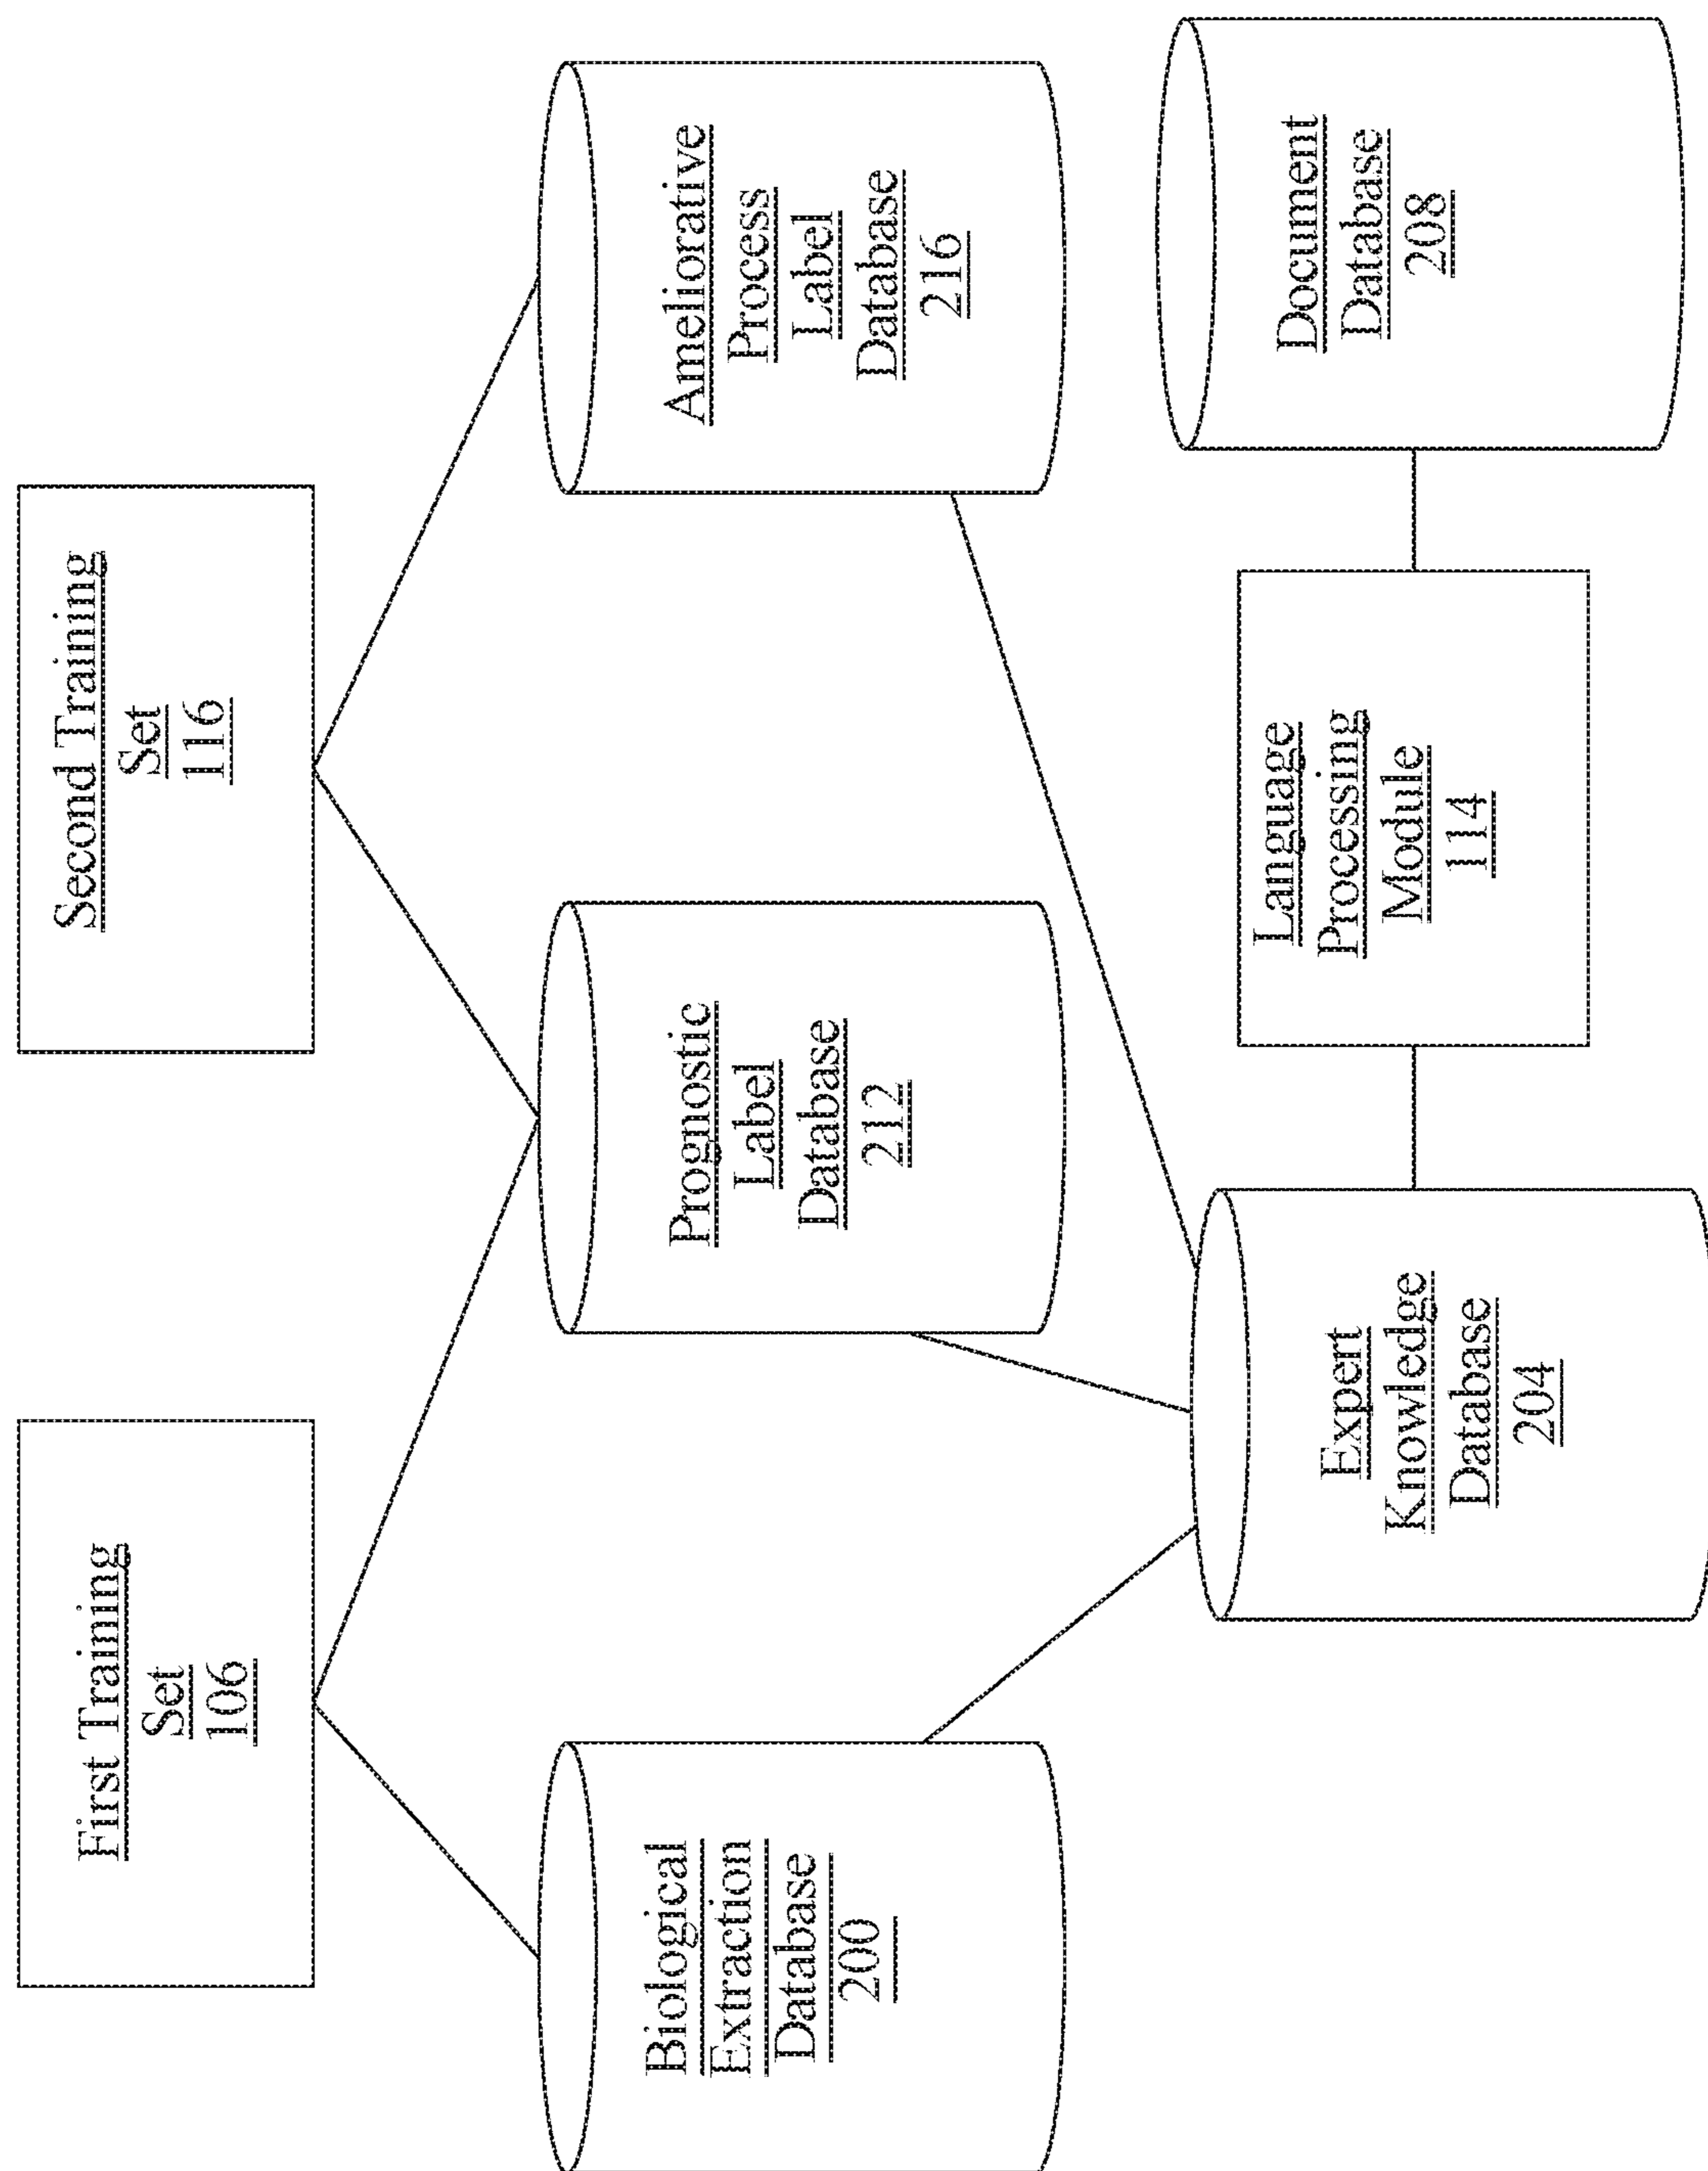 First Training
Set
106
Second Training
Set
116
Biological
Extraction
Database
200
Prognostic
Label
Database
212
Ameliorative
Process
Label
Database
216
Expert
Knowledge
Database
204
Language
Processing
Module
114
Document
Database
208